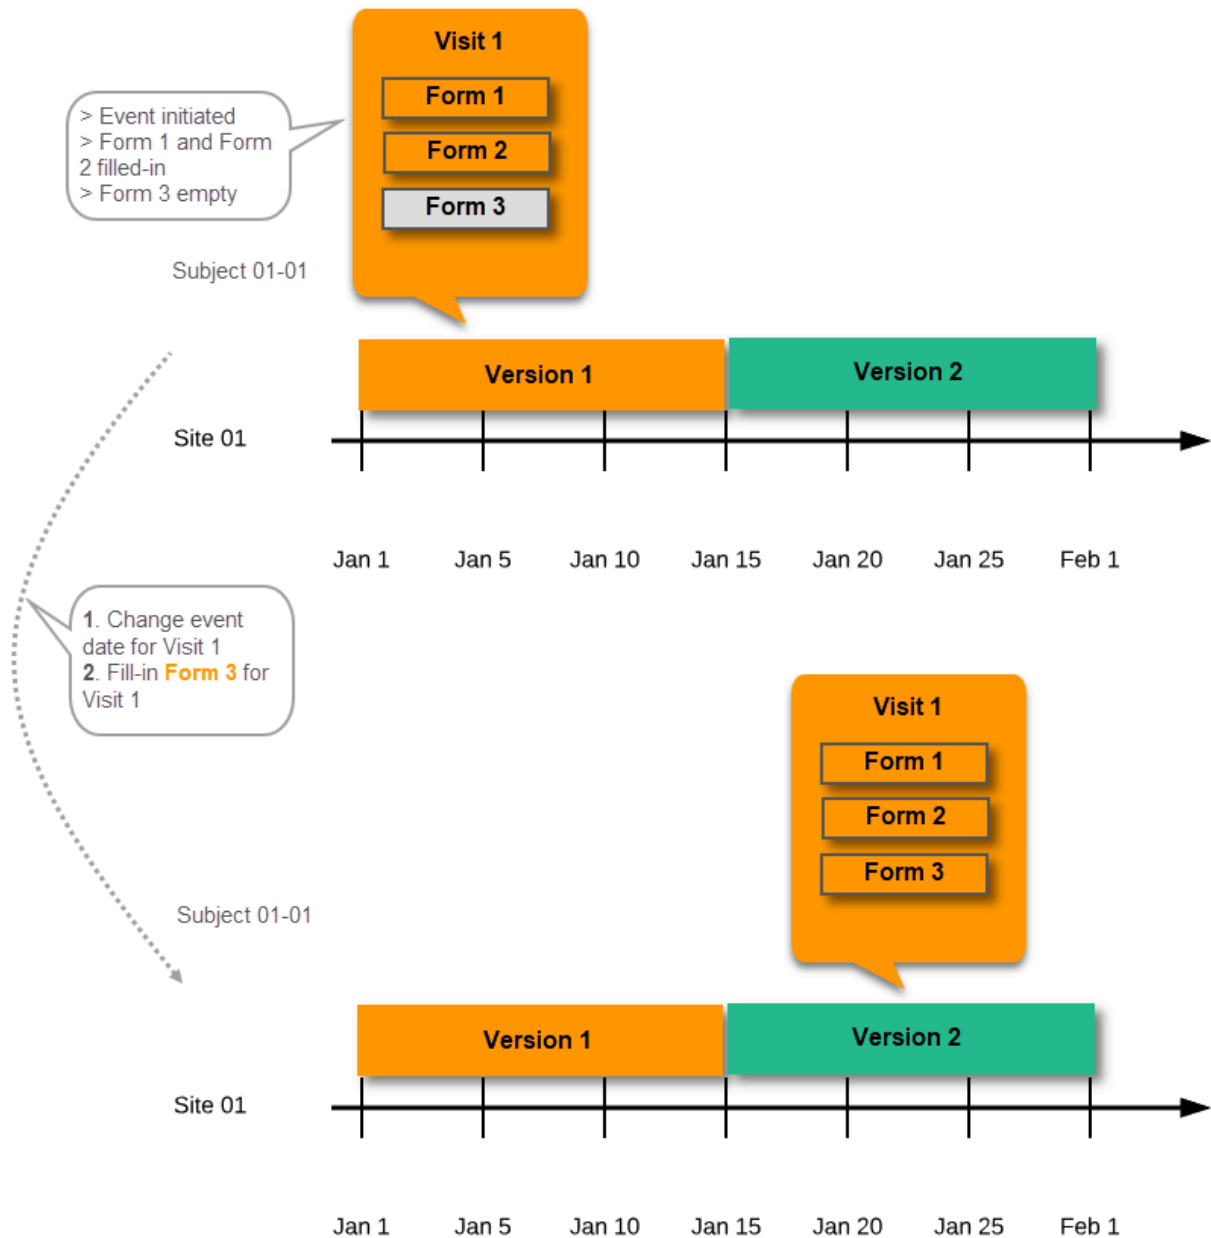 Visit 1
Form 1
Form 2
Form 3
> Event initiated
> Form 1 and Form
2 filled-in
> Form 3 empty
Subject 01-01
Version 1
Version 2
Site 01
Jan 1
Jan 5
Jan 10
Jan 15
Jan 20
Jan 25
Feb 1
1. Change event
date for Visit 1
2. Fill-in Form 3 for
Visit 1
Visit 1
Form 1
Form 2
Form 3
Subject 01-01
Version 1
Version 2
Site 01
Jan 1
Jan 5
Jan 10
Jan 15
Jan 20
Jan 25
Feb 1